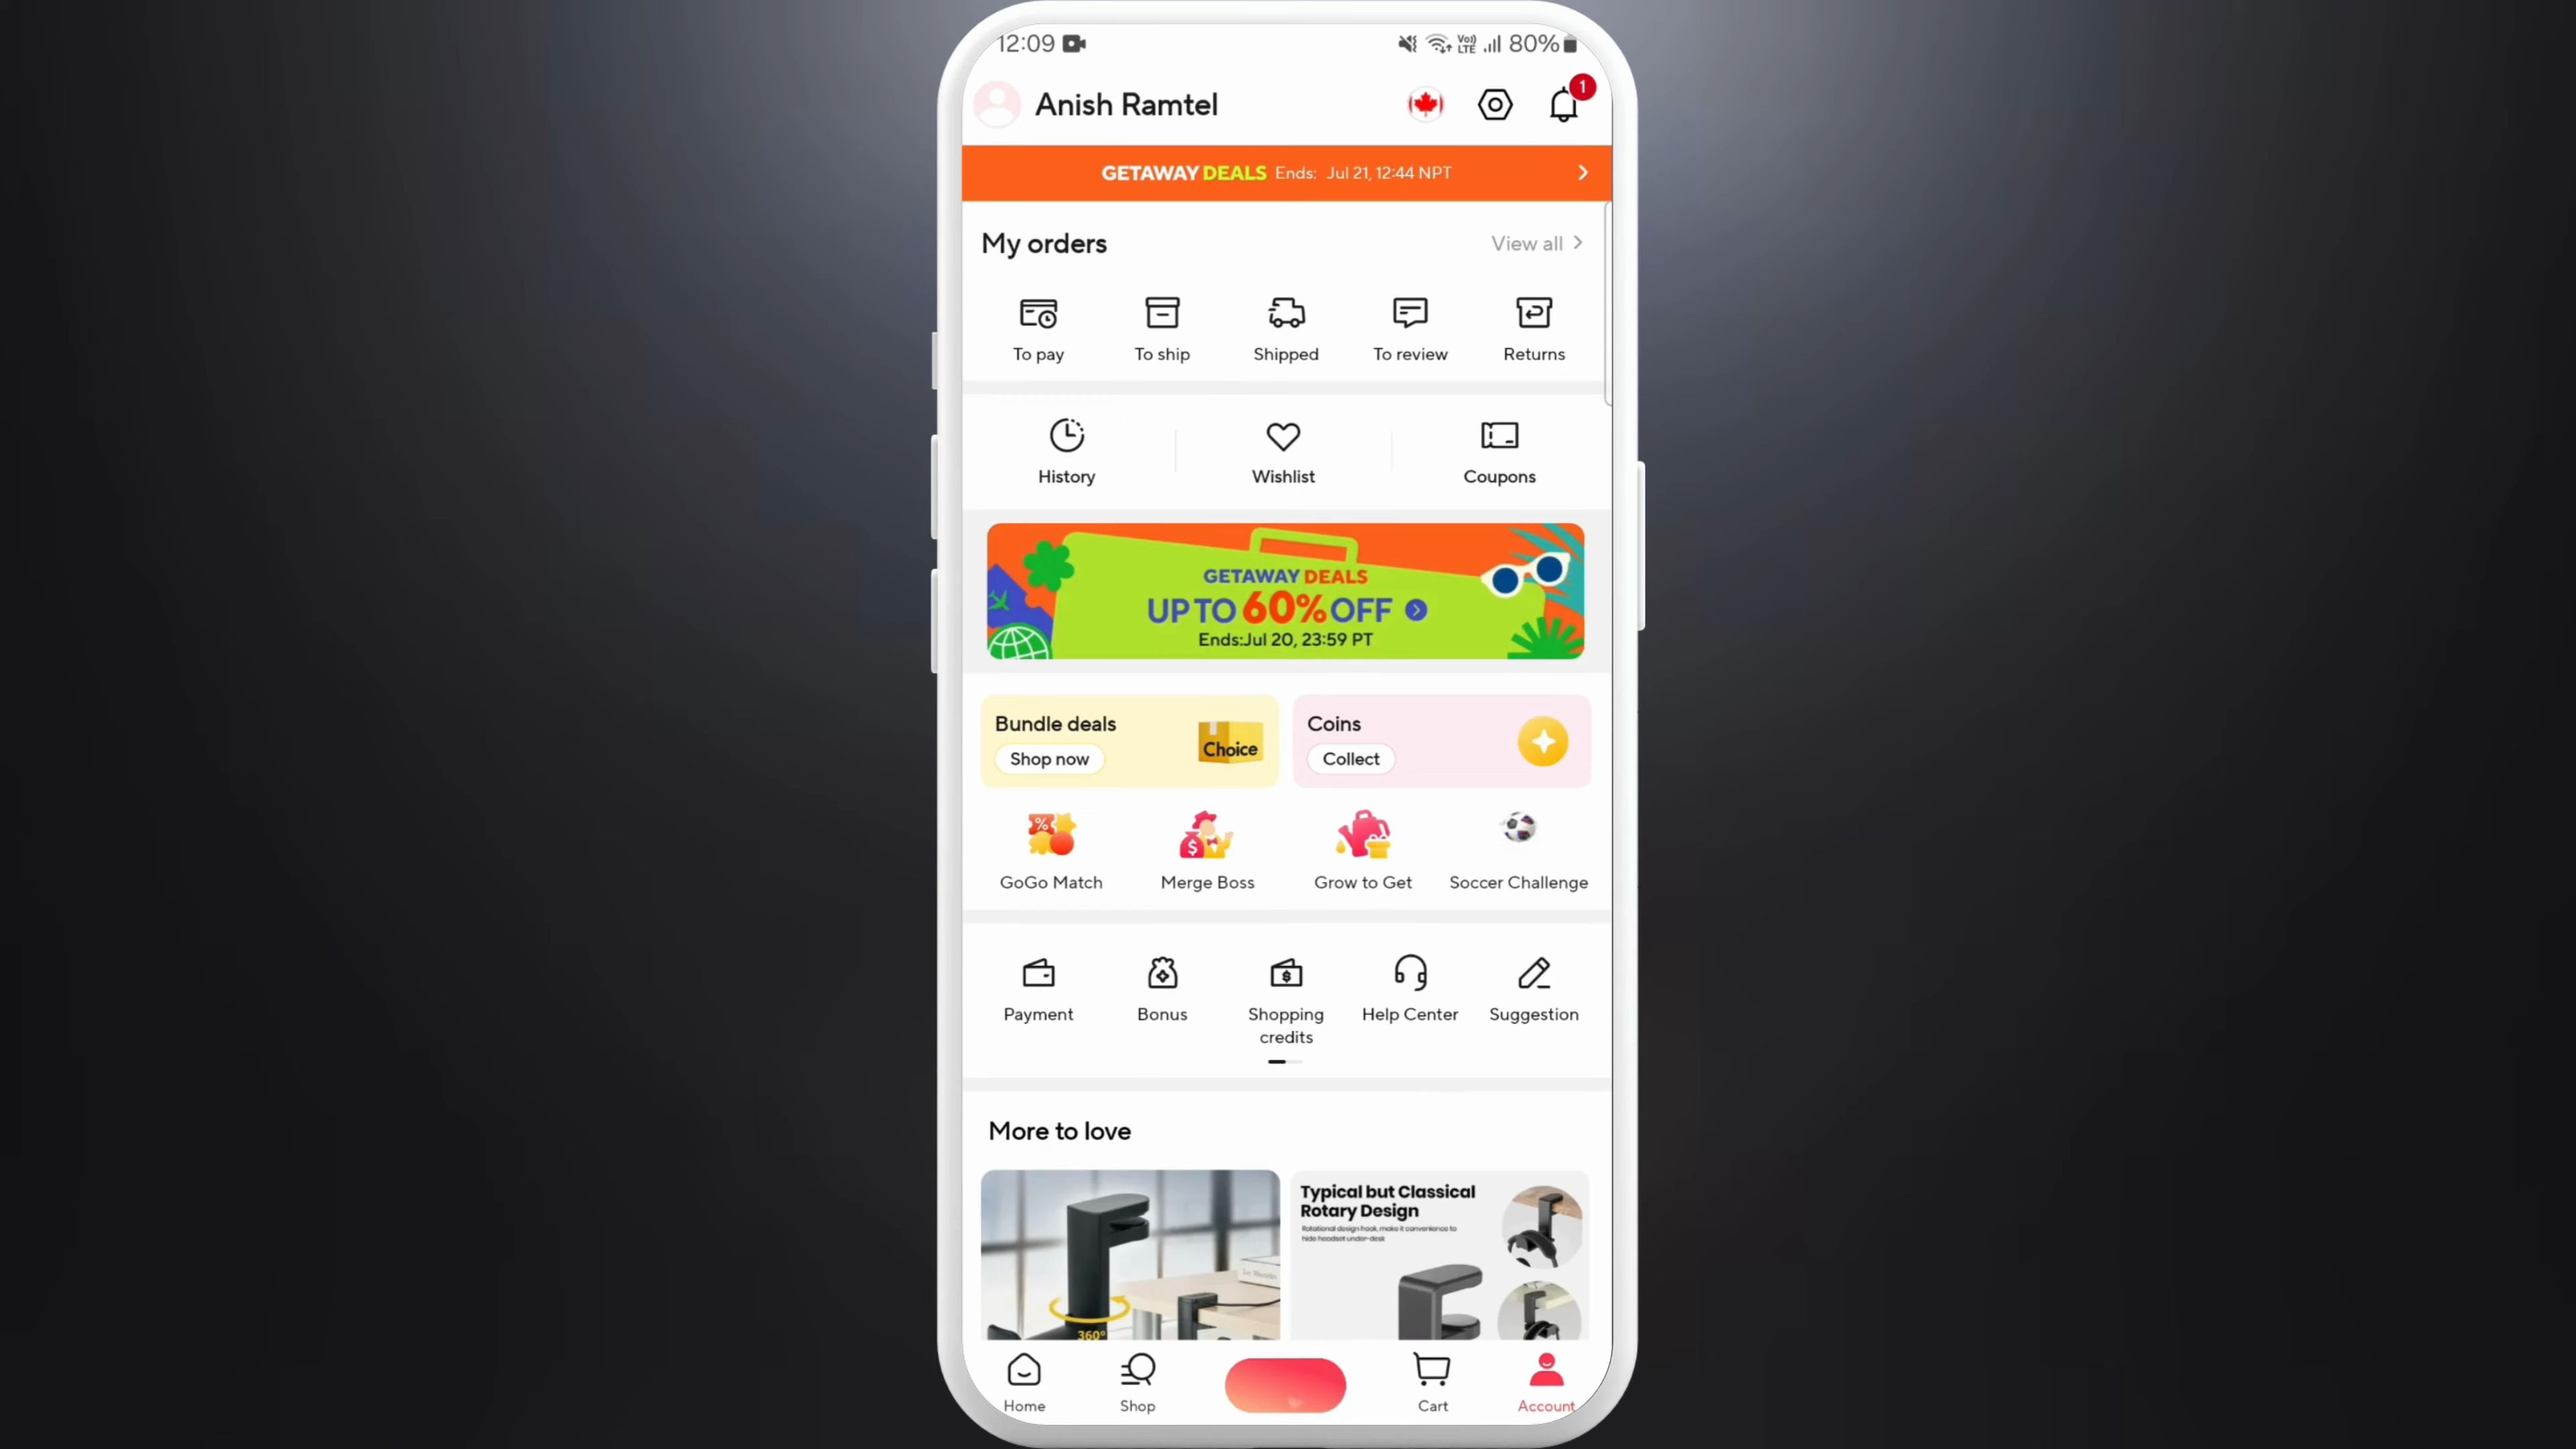 12:09 Vo)) LTE 80%
Anish Ramtel
1
GETAWAY DEALS Ends: Jul 21, 12:44 NPT
My orders View all
To pay To ship Shipped To review Returns
History Wishlist Coupons
GETAWAY DEALS
UP TO 60% OFF
Ends:Jul 20, 23:59 PT
Bundle deals
Shop now
Choice
Coins
Collect
GoGo Match Merge Boss Grow to Get Soccer Challenge
Payment Bonus Shopping credits Help Center Suggestion
More to love
360°
Typical but Classical
Rotary Design
Rotational design hook, make it convenience to
hide headset under-desk
Home Shop Cart Account